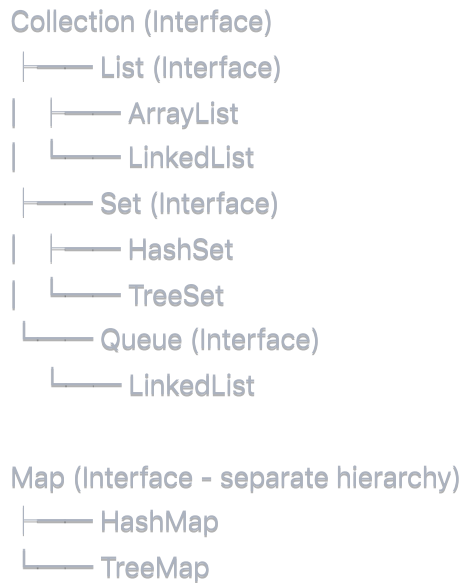 Collection (Interface)
├── List (Interface)
│   ├── ArrayList
│   └── LinkedList
├── Set (Interface)
│   ├── HashSet
│   └── TreeSet
└── Queue (Interface)
    └── LinkedList
Map (Interface - separate hierarchy)
├── HashMap
└── TreeMap